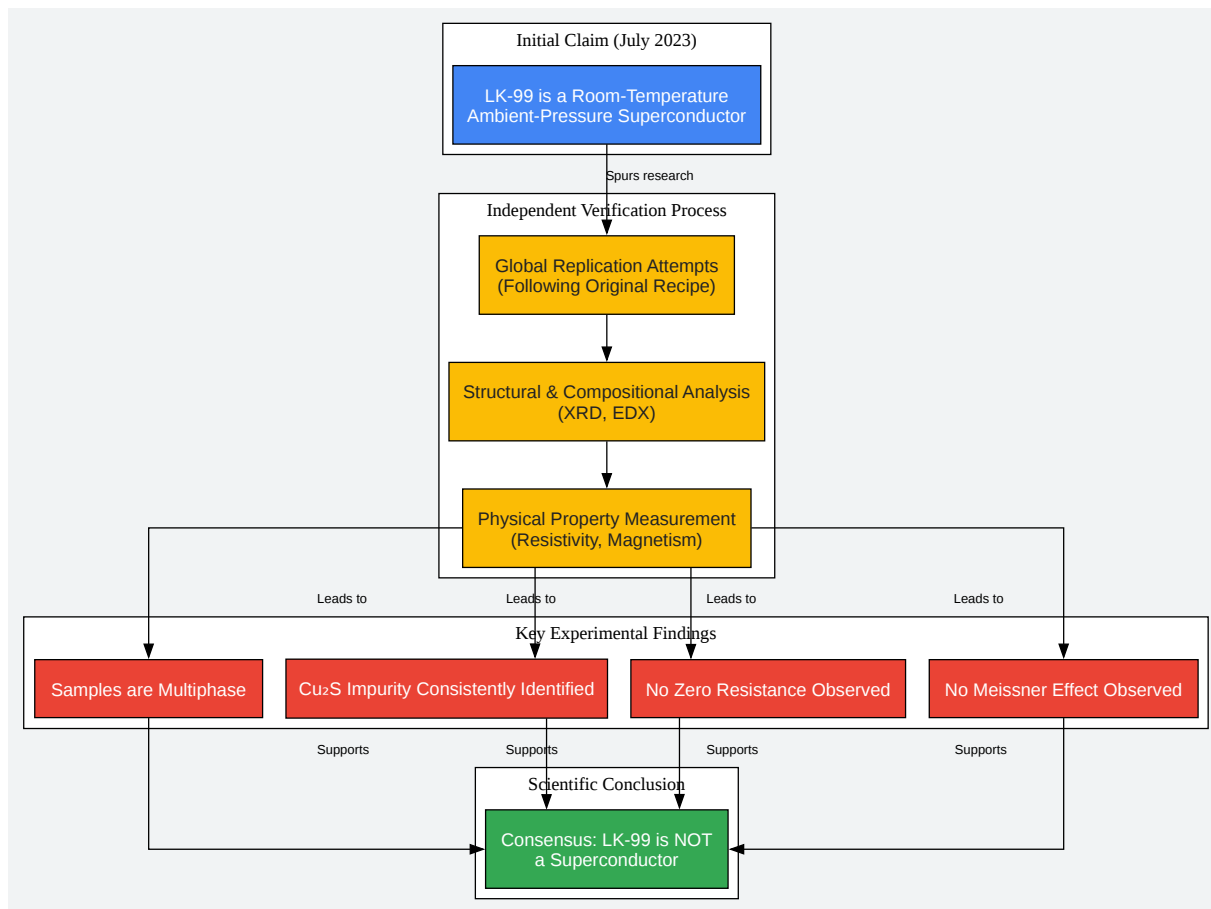 Initial Claim (July 2023)
LK-99 is a Room-Temperature
Ambient-Pressure Superconductor
Spurs research
Independent Verification Process
Global Replication Attempts
(Following Original Recipe)
Structural & Compositional Analysis
(XRD, EDX)
Physical Property Measurement
(Resistivity, Magnetism)
Leads to
Leads to
Leads to
Leads to
Key Experimental Findings
Samples are Multiphase
Cu₂S Impurity Consistently Identified
No Zero Resistance Observed
No Meissner Effect Observed
Supports
Supports
Supports
Supports
Scientific Conclusion
Consensus: LK-99 is NOT
a Superconductor